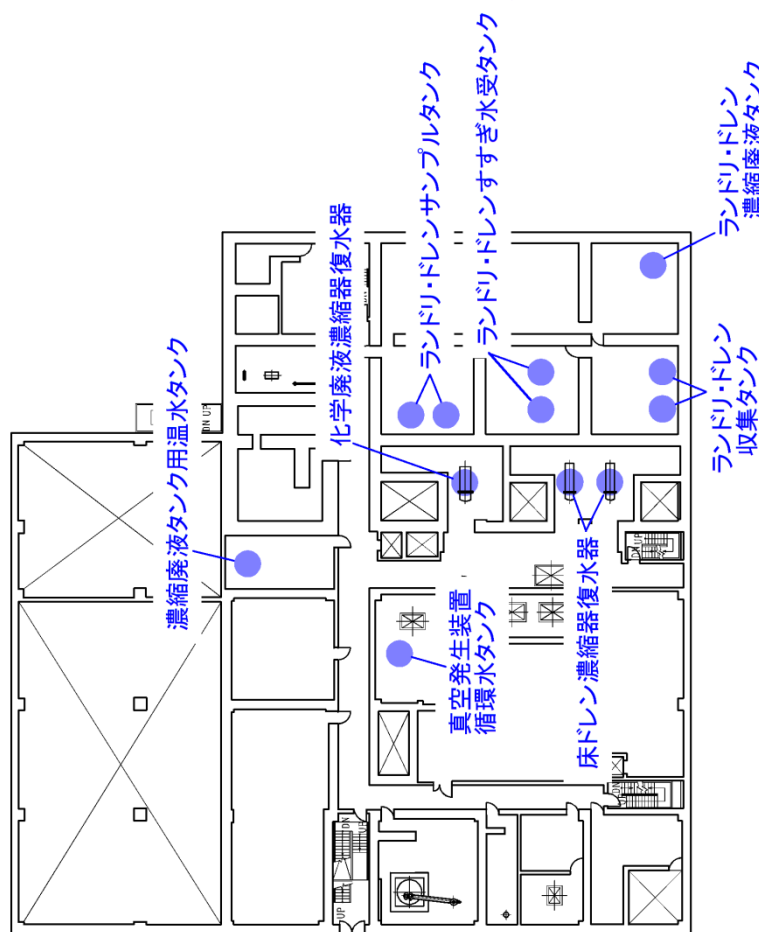 濃縮廃液タンク用温水タンク
化学廃液濃縮器復水器
ランドリ・ドレンサンプルタンク
ランドリ・ドレンすすぎ水受タンク
ランドリ・ドレン
濃縮廃液タンク
ランドリ・ドレン
収集タンク
真空発生装置
循環水タンク
床ドレン濃縮器復水器
DN UP
DN UP
DN
UP
DN
UP
UP